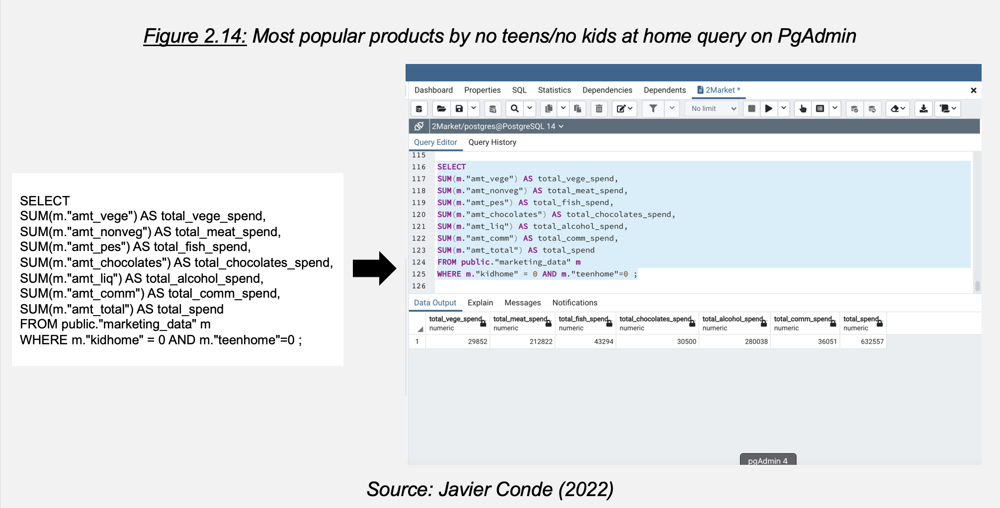 Figure 2.14: Most popular products by no teens/no kids at home query on PgAdmin
SELECT
SUM(m."amt_vege") AS total_vege_spend,
SUM(m."amt_nonveg") AS total_meat_spend,
SUM(m."amt_pes") AS total_fish_spend,
SUM(m."amt_chocolates") AS total_chocolates_spend,
SUM(m."amt_liq") AS total_alcohol_spend,
SUM(m."amt_comm") AS total_comm_spend,
SUM(m."amt_total") AS total_spend
FROM public."marketing_data" m
WHERE m."kidhome" = 0 AND m."teenhome"=0 ;
Dashboard Properties SQL Statistics Dependencies Dependents 2Market *
No limit
2Market/postgres@PostgreSQL 14
Query Editor Query History
115
116 SELECT
117 SUM(m."amt_vege") AS total_vege_spend,
118 SUM(m."amt_nonveg") AS total_meat_spend,
119 SUM(m."amt_pes") AS total_fish_spend,
120 SUM(m."amt_chocolates") AS total_chocolates_spend,
121 SUM(m."amt_liq") AS total_alcohol_spend,
122 SUM(m."amt_comm") AS total_comm_spend,
123 SUM(m."amt_total") AS total_spend
124 FROM public."marketing_data" m
125 WHERE m."kidhome" = 0 AND m."teenhome"=0 ;
126
Data Output Explain Messages Notifications
total_vege_spend total_meat_spend total_fish_spend total_chocolates_spend total_alcohol_spend total_comm_spend total_spend
numeric numeric numeric numeric numeric numeric numeric
1 29852 212822 43294 30500 280038 36051 632557
pgAdmin 4
Source: Javier Conde (2022)